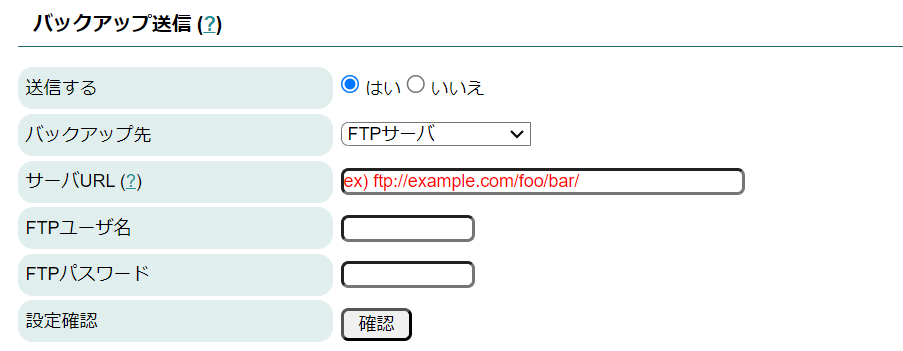 バックアップ送信 (?)
送信する はい いいえ
バックアップ先 FTPサーバ
サーバURL (?) ex) ftp://example.com/foo/bar/
FTPユーザ名
FTPパスワード
設定確認 確認